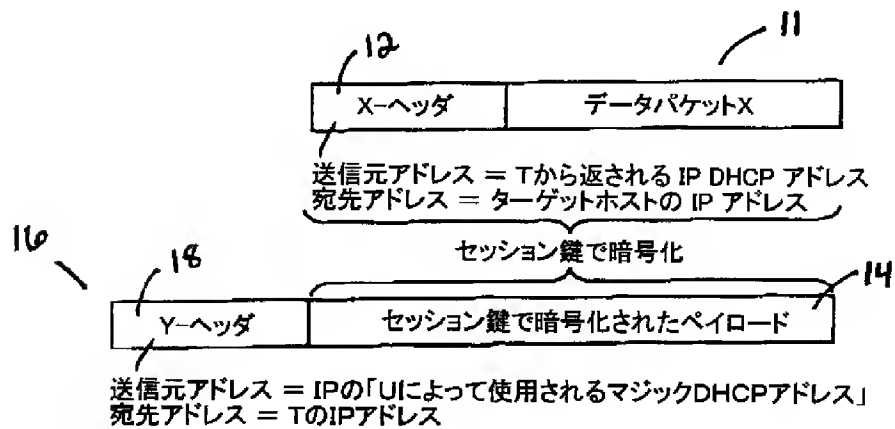 12
11
X-ヘッダ
データパケットX
送信元アドレス = Tから返される IP DHCP アドレス
宛先アドレス = ターゲットホストの IP アドレス
セッション鍵で暗号化
16
18
14
Y-ヘッダ
セッション鍵で暗号化されたペイロード
送信元アドレス = IPの「Uによって使用されるマジックDHCPアドレス」
宛先アドレス = TのIPアドレス